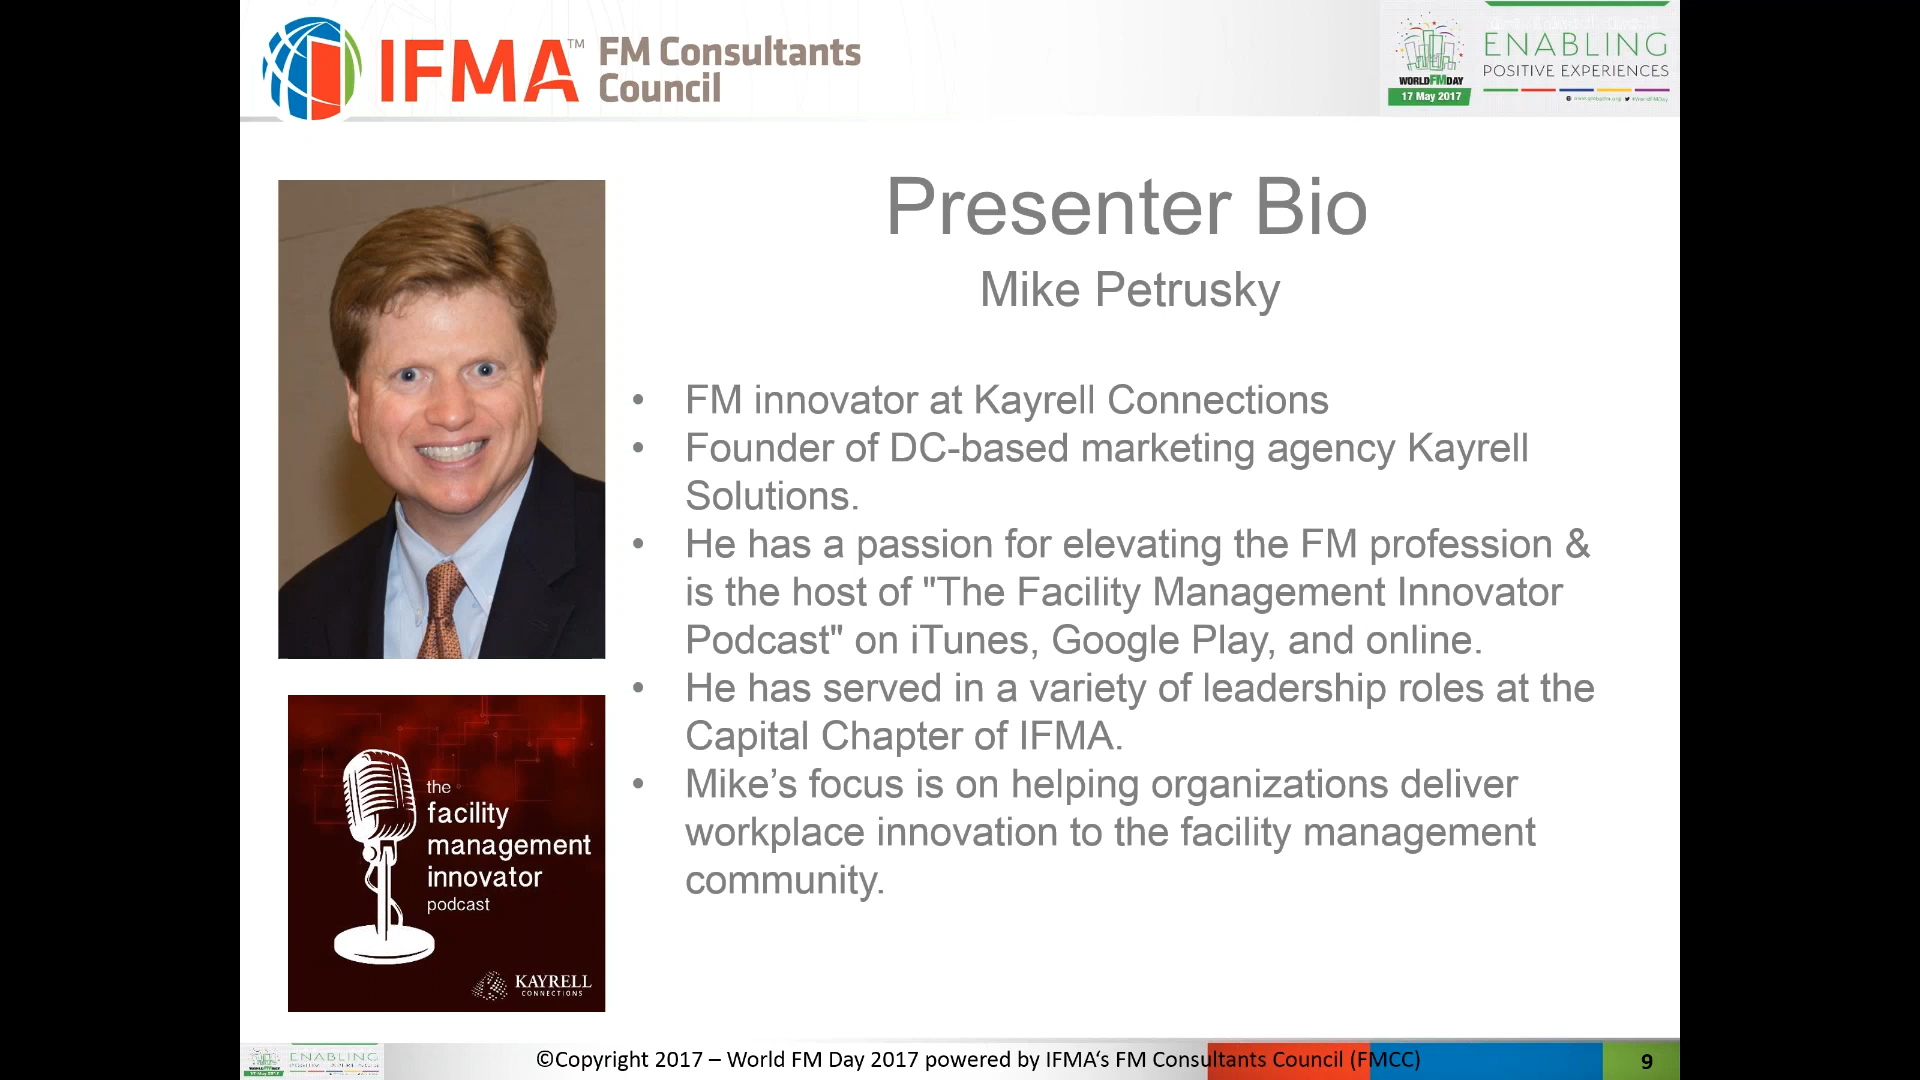 IFMA™ FM Consultants
Council
WORLDFMDAY
17 May 2017
ENABLING
POSITIVE EXPERIENCES
Presenter Bio
Mike Petrusky
• FM innovator at Kayrell Connections
• Founder of DC-based marketing agency Kayrell
Solutions.
• He has a passion for elevating the FM profession &
is the host of "The Facility Management Innovator
Podcast" on iTunes, Google Play, and online.
• He has served in a variety of leadership roles at the
Capital Chapter of IFMA.
• Mike’s focus is on helping organizations deliver
workplace innovation to the facility management
community.
the
facility
management
innovator
podcast
KAYRELL
CONNECTIONS
ENABLING
©Copyright 2017 – World FM Day 2017 powered by IFMA‘s FM Consultants Council (FMCC)
9